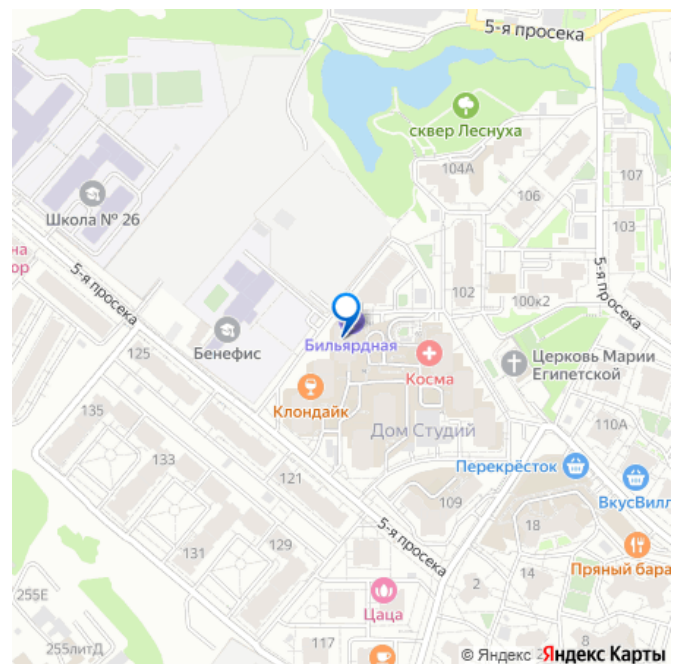 5-я просека
сквер Леснуха
104А
107
106
Школа № 26
103
на
ор
5-я просека
102
100к2
5-я просека
Бильярдная
125
Бенефис
Косма
Церковь Марии
Египетской
Клондайк
135
Дом Студий
110А
133
Перекрёсток
121
ВкусВилл
109
18
131
129
5-я просека
Пряный бара
255Е
2
14
Цаца
255литД
117
8
© Яндекс
Яндекс Карты